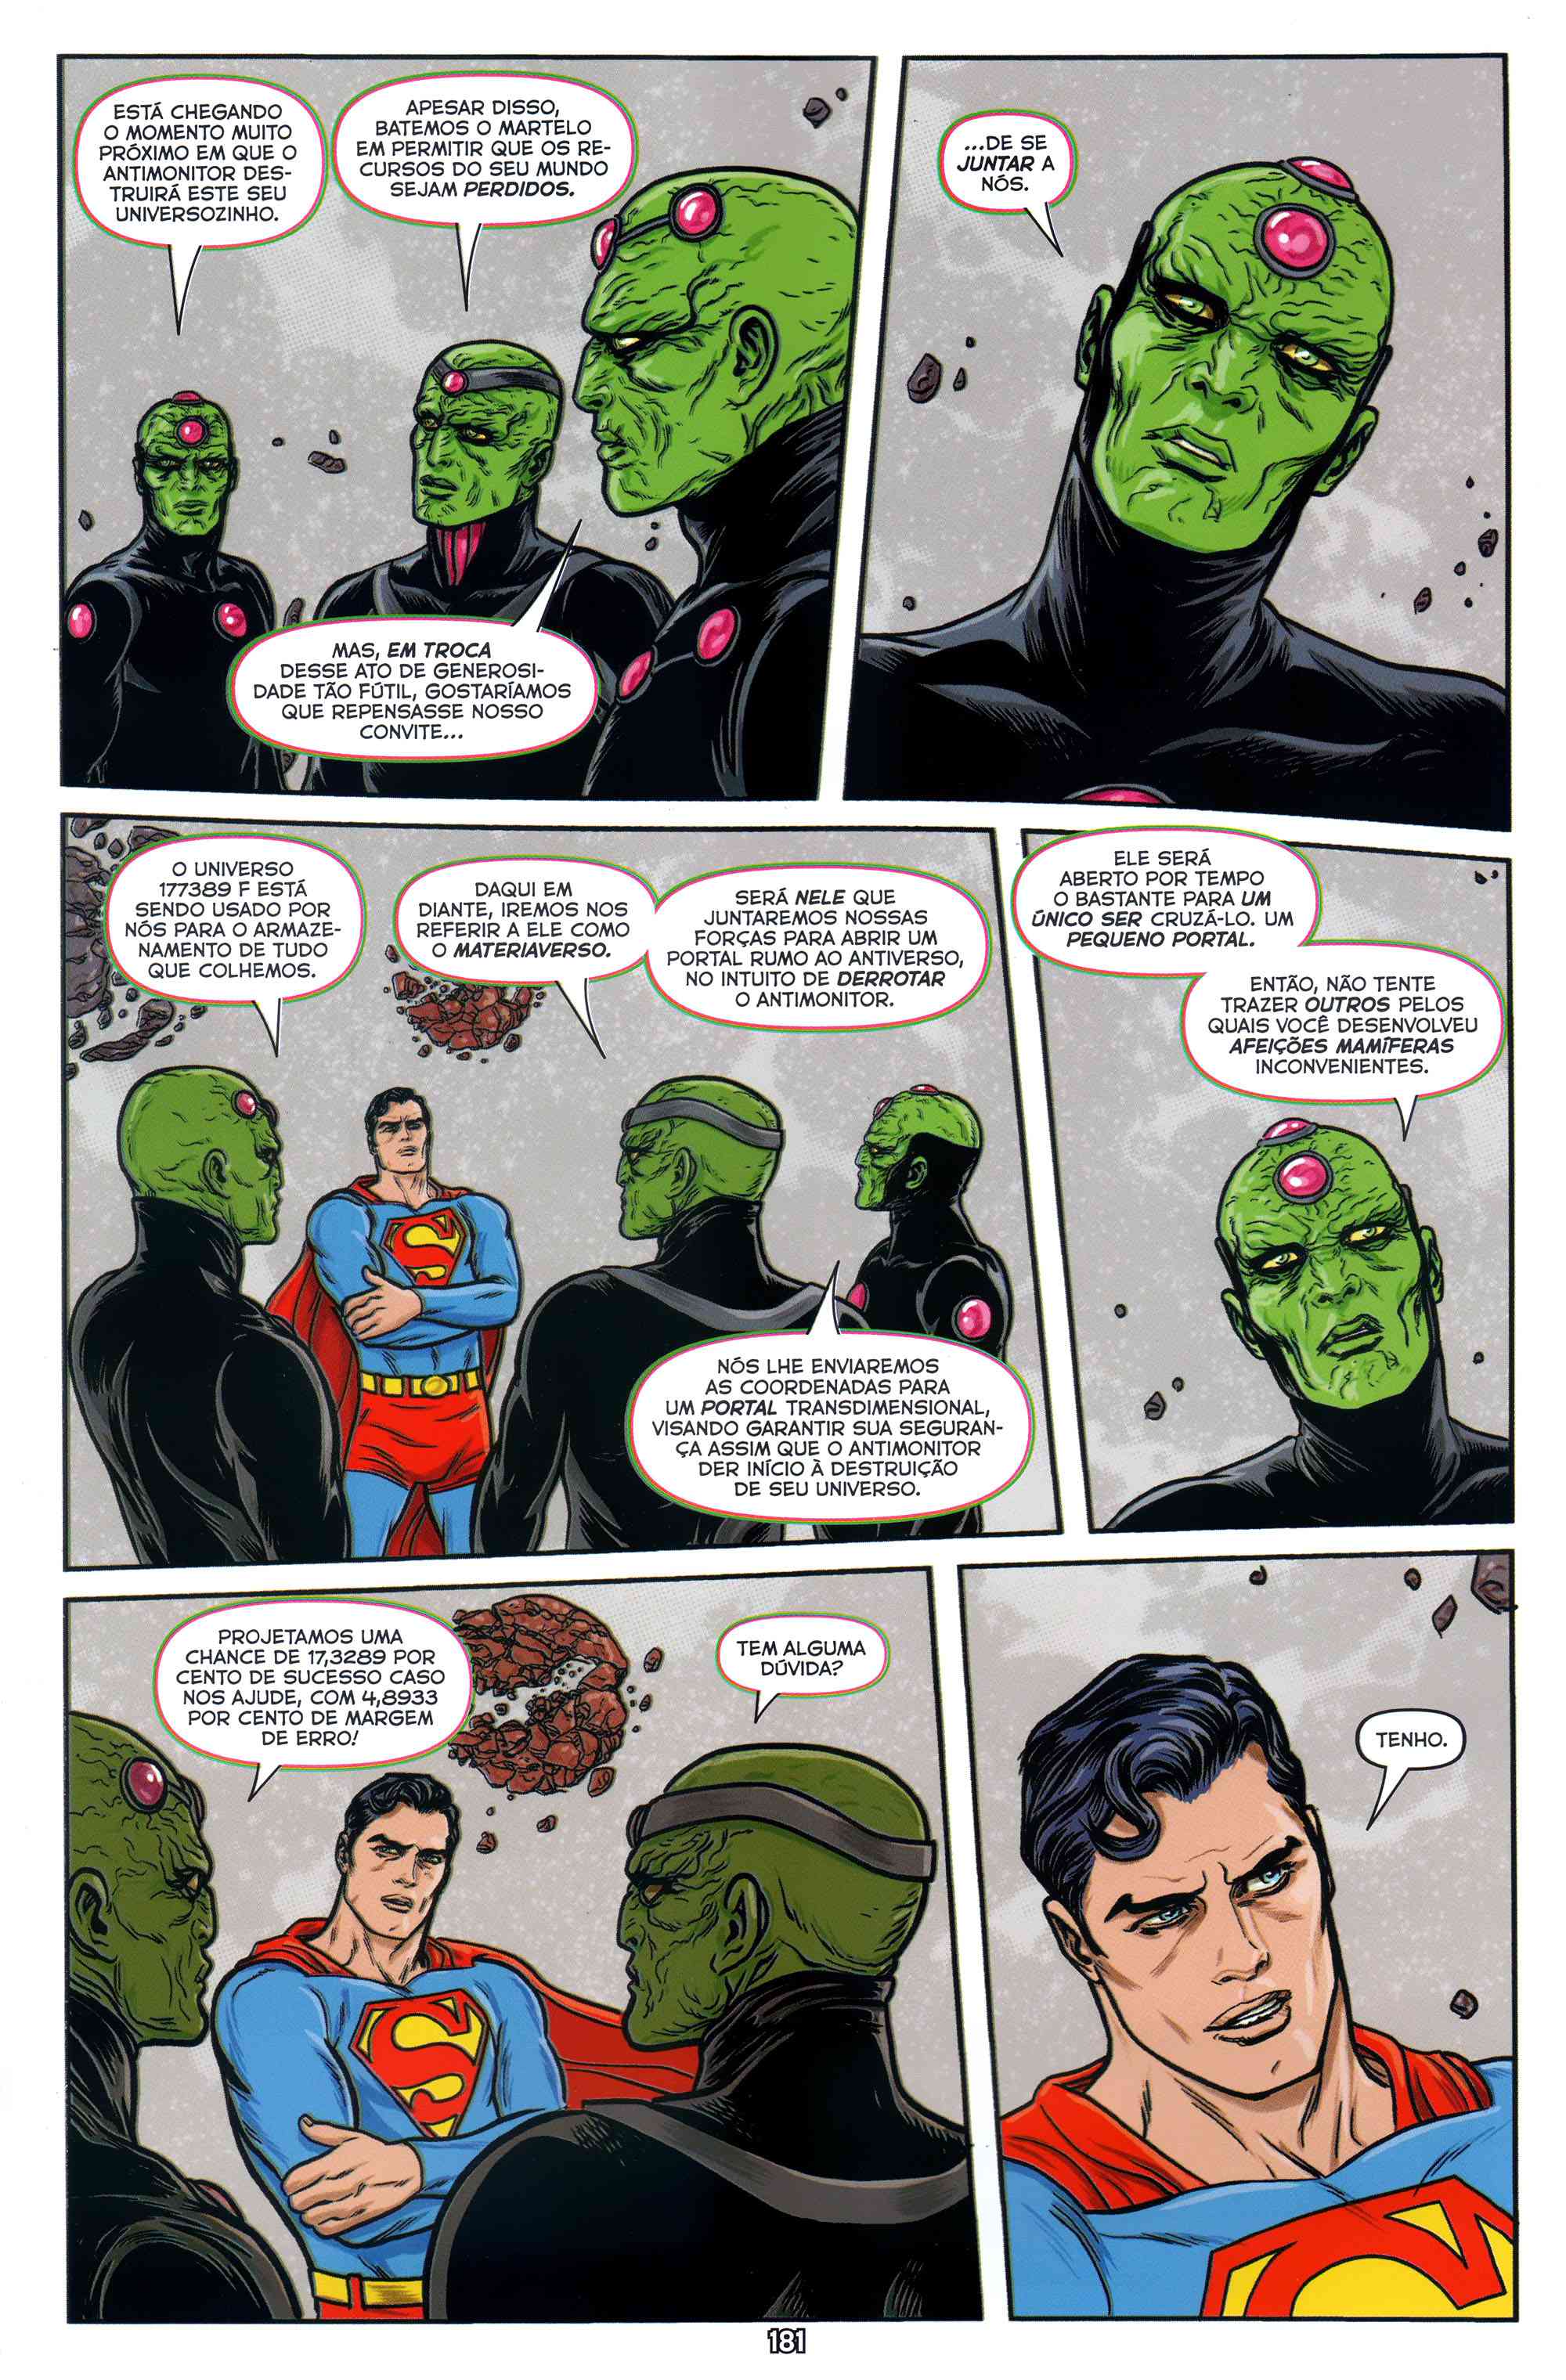 ESTÁ CHEGANDO
O MOMENTO MUITO
PRÓXIMO EM QUE O
ANTIMONITOR DES-
TRUIRÁ ESTE SEU
UNIVERSOZINHO.
APESAR DISSO,
BATEMOS O MARTELO
EM PERMITIR QUE OS RE-
CURSOS DO SEU MUNDO
SEJAM PERDIDOS.
MAS, EM TROCA
DESSE ATO DE GENEROSI-
DADE TÃO FÚTIL, GOSTARÍAMOS
QUE REPENSASSE NOSSO
CONVITE...
...DE SE
JUNTAR A
NÓS.
O UNIVERSO
177389 F ESTÁ
SENDO USADO POR
NÓS PARA O ARMAZE-
NAMENTO DE TUDO
QUE COLHEMOS.
DAQUI EM
DIANTE, IREMOS NOS
REFERIR A ELE COMO
O MATERIAVERSO.
SERÁ NELE QUE
JUNTAREMOS NOSSAS
FORÇAS PARA ABRIR UM
PORTAL RUMO AO ANTIVERSO,
NO INTUITO DE DERROTAR
O ANTIMONITOR.
NÓS LHE ENVIAREMOS
AS COORDENADAS PARA
UM PORTAL TRANSDIMENSIONAL,
VISANDO GARANTIR SUA SEGURAN-
ÇA ASSIM QUE O ANTIMONITOR
DER INÍCIO À DESTRUIÇÃO
DE SEU UNIVERSO.
ELE SERÁ
ABERTO POR TEMPO
O BASTANTE PARA UM
ÚNICO SER CRUZÁ-LO. UM
PEQUENO PORTAL.
ENTÃO, NÃO TENTE
TRAZER OUTROS PELOS
QUAIS VOCÊ DESENVOLVEU
AFEIÇÕES MAMÍFERAS
INCONVENIENTES.
PROJETAMOS UMA
CHANCE DE 17,3289 POR
CENTO DE SUCESSO CASO
NOS AJUDE, COM 4,8933
POR CENTO DE MARGEM
DE ERRO!
TEM ALGUMA
DÚVIDA?
TENHO.
181